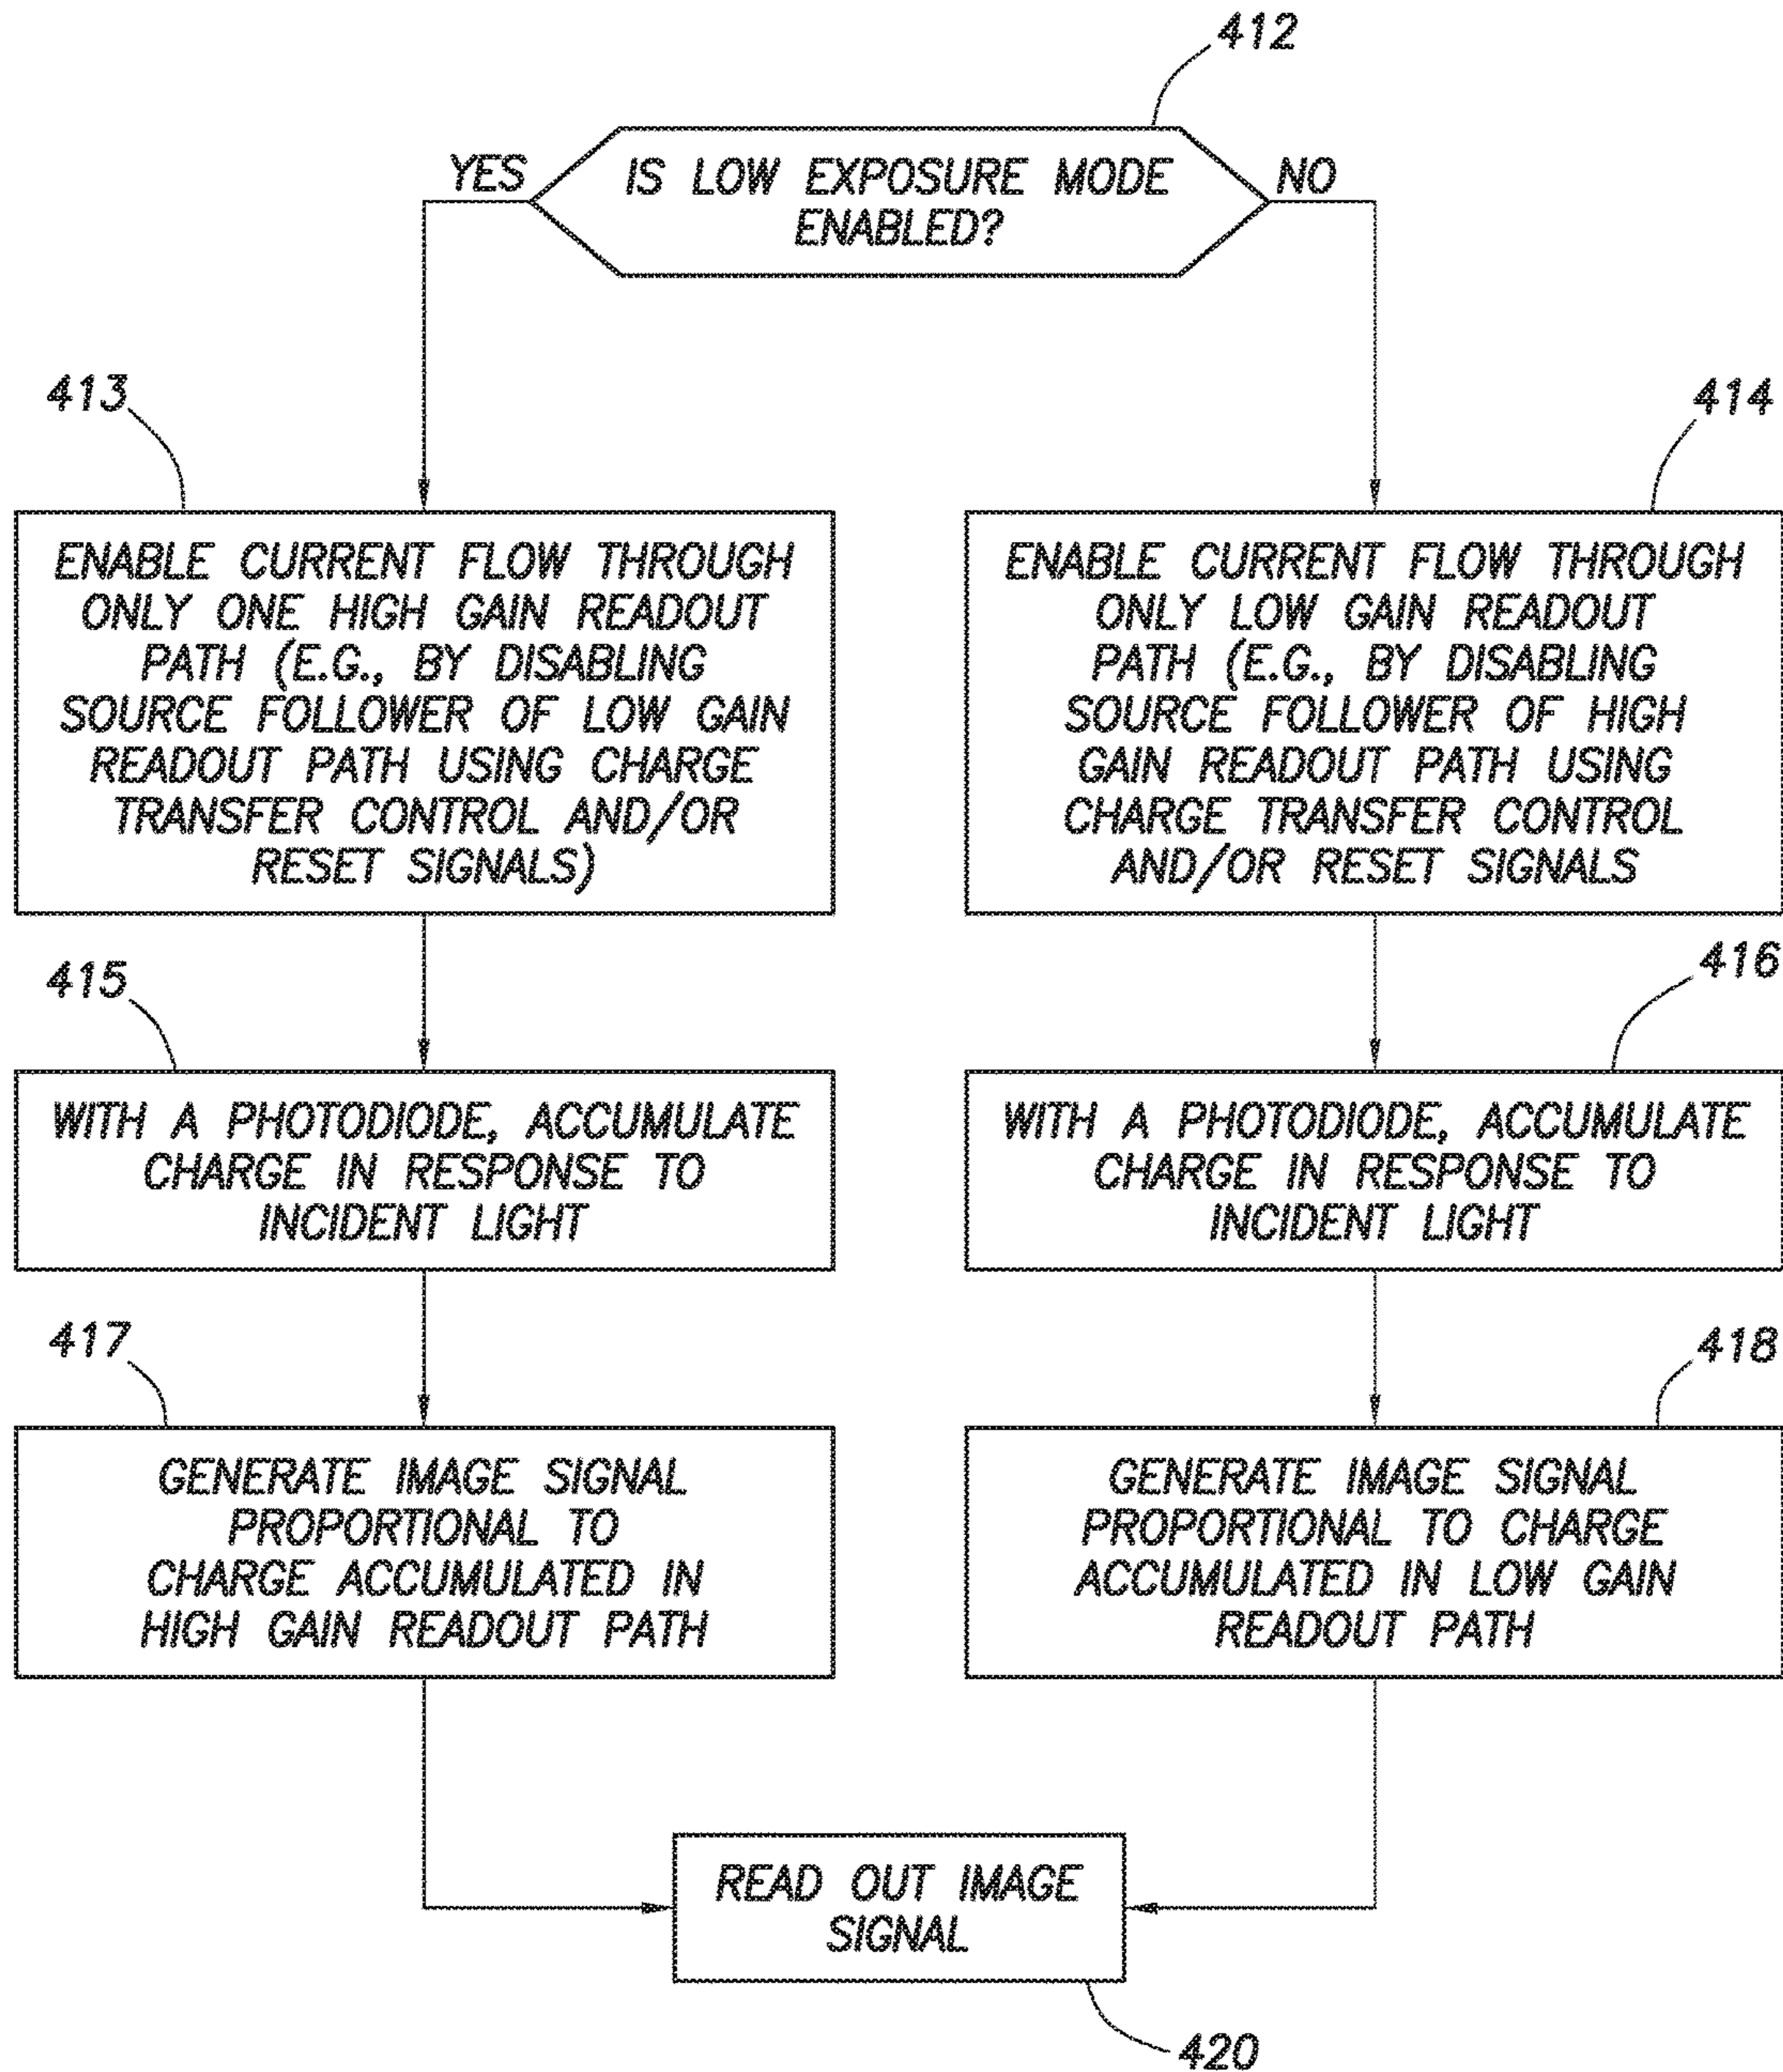 412
YES
IS LOW EXPOSURE MODE
ENABLED?
NO
413
ENABLE CURRENT FLOW THROUGH
ONLY ONE HIGH GAIN READOUT
PATH (E.G., BY DISABLING
SOURCE FOLLOWER OF LOW GAIN
READOUT PATH USING CHARGE
TRANSFER CONTROL AND/OR
RESET SIGNALS)
414
ENABLE CURRENT FLOW THROUGH
ONLY LOW GAIN READOUT
PATH (E.G., BY DISABLING
SOURCE FOLLOWER OF HIGH
GAIN READOUT PATH USING
CHARGE TRANSFER CONTROL
AND/OR RESET SIGNALS
415
WITH A PHOTODIODE, ACCUMULATE
CHARGE IN RESPONSE TO
INCIDENT LIGHT
416
WITH A PHOTODIODE, ACCUMULATE
CHARGE IN RESPONSE TO
INCIDENT LIGHT
417
GENERATE IMAGE SIGNAL
PROPORTIONAL TO
CHARGE ACCUMULATED IN
HIGH GAIN READOUT PATH
418
GENERATE IMAGE SIGNAL
PROPORTIONAL TO CHARGE
ACCUMULATED IN LOW GAIN
READOUT PATH
READ OUT IMAGE
SIGNAL
420